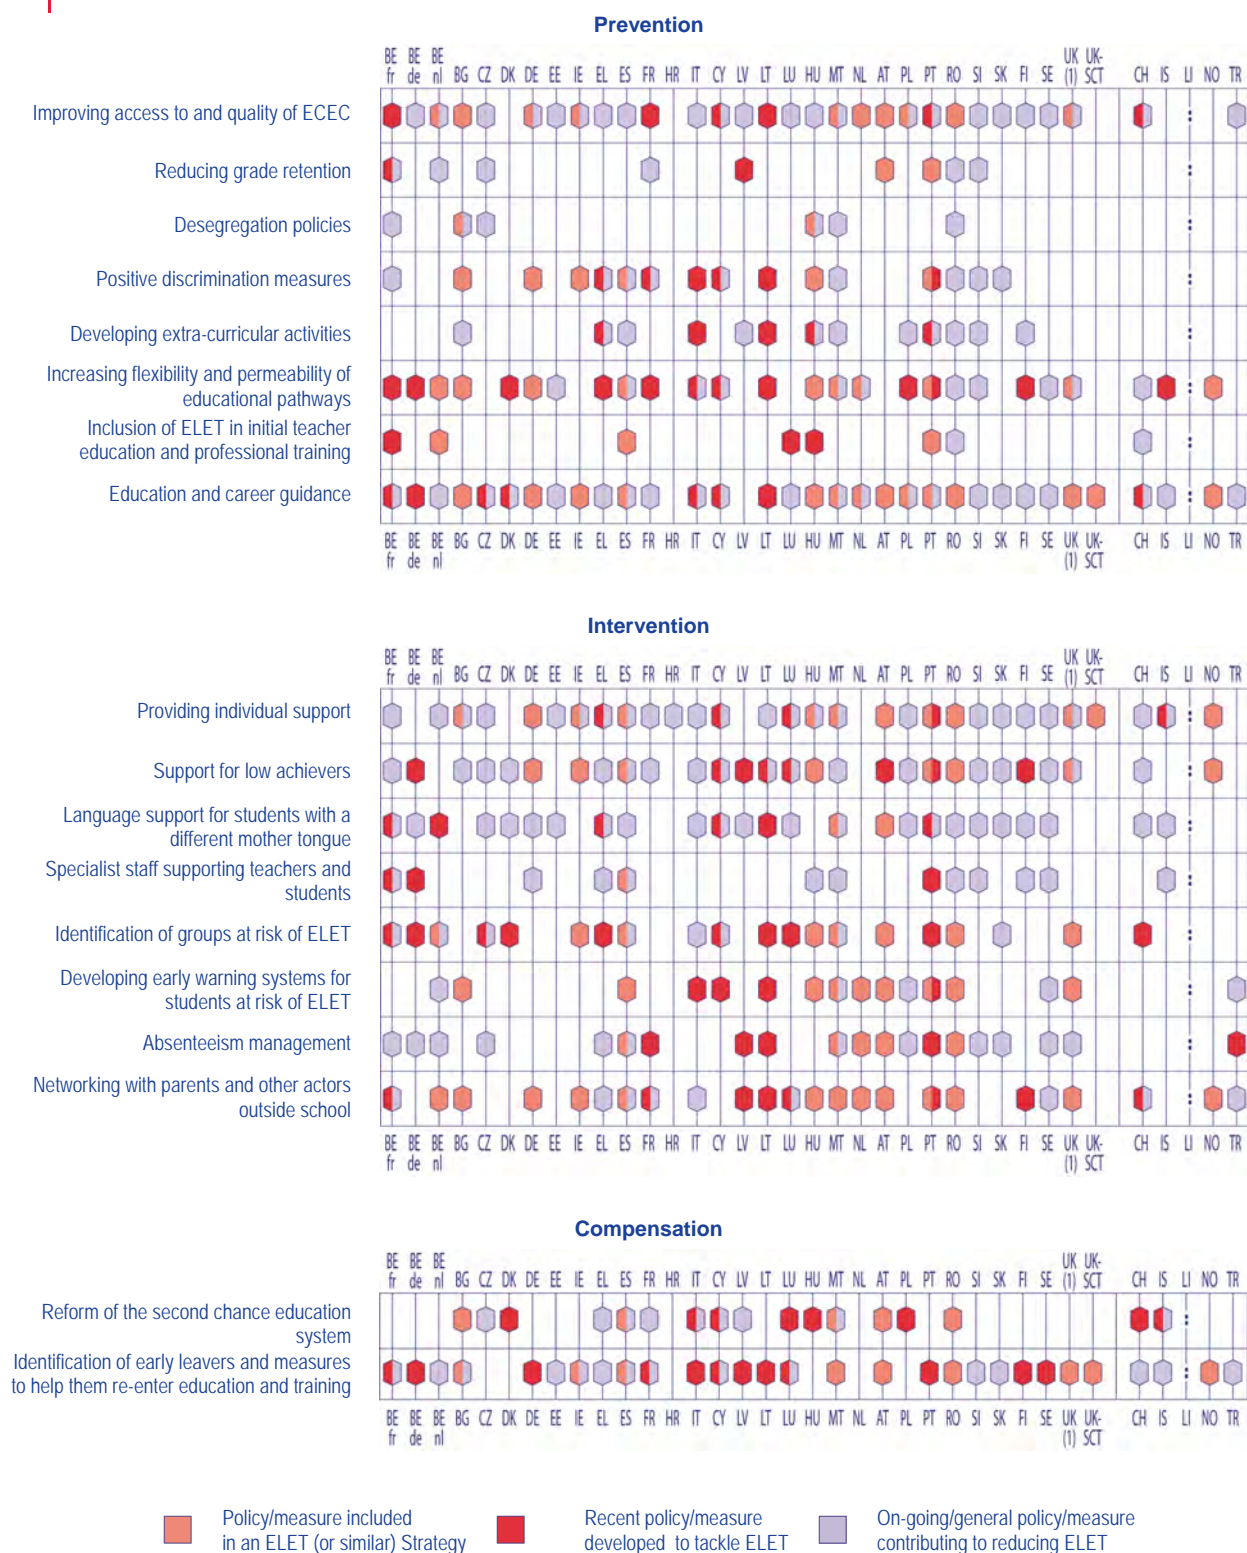 Prevention
BE BE BE UK UK-
fr de nl BG CZ DK DE EE IE EL ES FR HR IT CY LV LT LU HU MT NL AT PL PT RO SI SK FI SE (1) SCT CH IS LI NO TR
Improving access to and quality of ECEC
:
Reducing grade retention
:
Desegregation policies
:
Positive discrimination measures
:
Developing extra-curricular activities
:
Increasing flexibility and permeability of
educational pathways
:
Inclusion of ELET in initial teacher
education and professional training
:
Education and career guidance
:
BE BE BE BG CZ DK DE EE IE EL ES FR HR IT CY LV LT LU HU MT NL AT PL PT RO SI SK FI SE UK UK- CH IS LI NO TR
fr de nl (1) SCT
Intervention
BE BE BE UK UK-
fr de nl BG CZ DK DE EE IE EL ES FR HR IT CY LV LT LU HU MT NL AT PL PT RO SI SK FI SE (1) SCT CH IS LI NO TR
Providing individual support
:
Support for low achievers
:
Language support for students with a
different mother tongue
:
Specialist staff supporting teachers and
students
:
Identification of groups at risk of ELET
:
Developing early warning systems for
students at risk of ELET
:
Absenteeism management
:
Networking with parents and other actors
outside school
:
BE BE BE BG CZ DK DE EE IE EL ES FR HR IT CY LV LT LU HU MT NL AT PL PT RO SI SK FI SE UK UK- CH IS LI NO TR
fr de nl (1) SCT
Compensation
BE BE BE UK UK-
fr de nl BG CZ DK DE EE IE EL ES FR HR IT CY LV LT LU HU MT NL AT PL PT RO SI SK FI SE (1) SCT CH IS LI NO TR
Reform of the second chance education
system
:
Identification of early leavers and measures
to help them re-enter education and training
:
BE BE BE BG CZ DK DE EE IE EL ES FR HR IT CY LV LT LU HU MT NL AT PL PT RO SI SK FI SE UK UK- CH IS LI NO TR
fr de nl (1) SCT
Policy/measure included
in an ELET (or similar) Strategy
Recent policy/measure
developed to tackle ELET
On-going/general policy/measure
contributing to reducing ELET